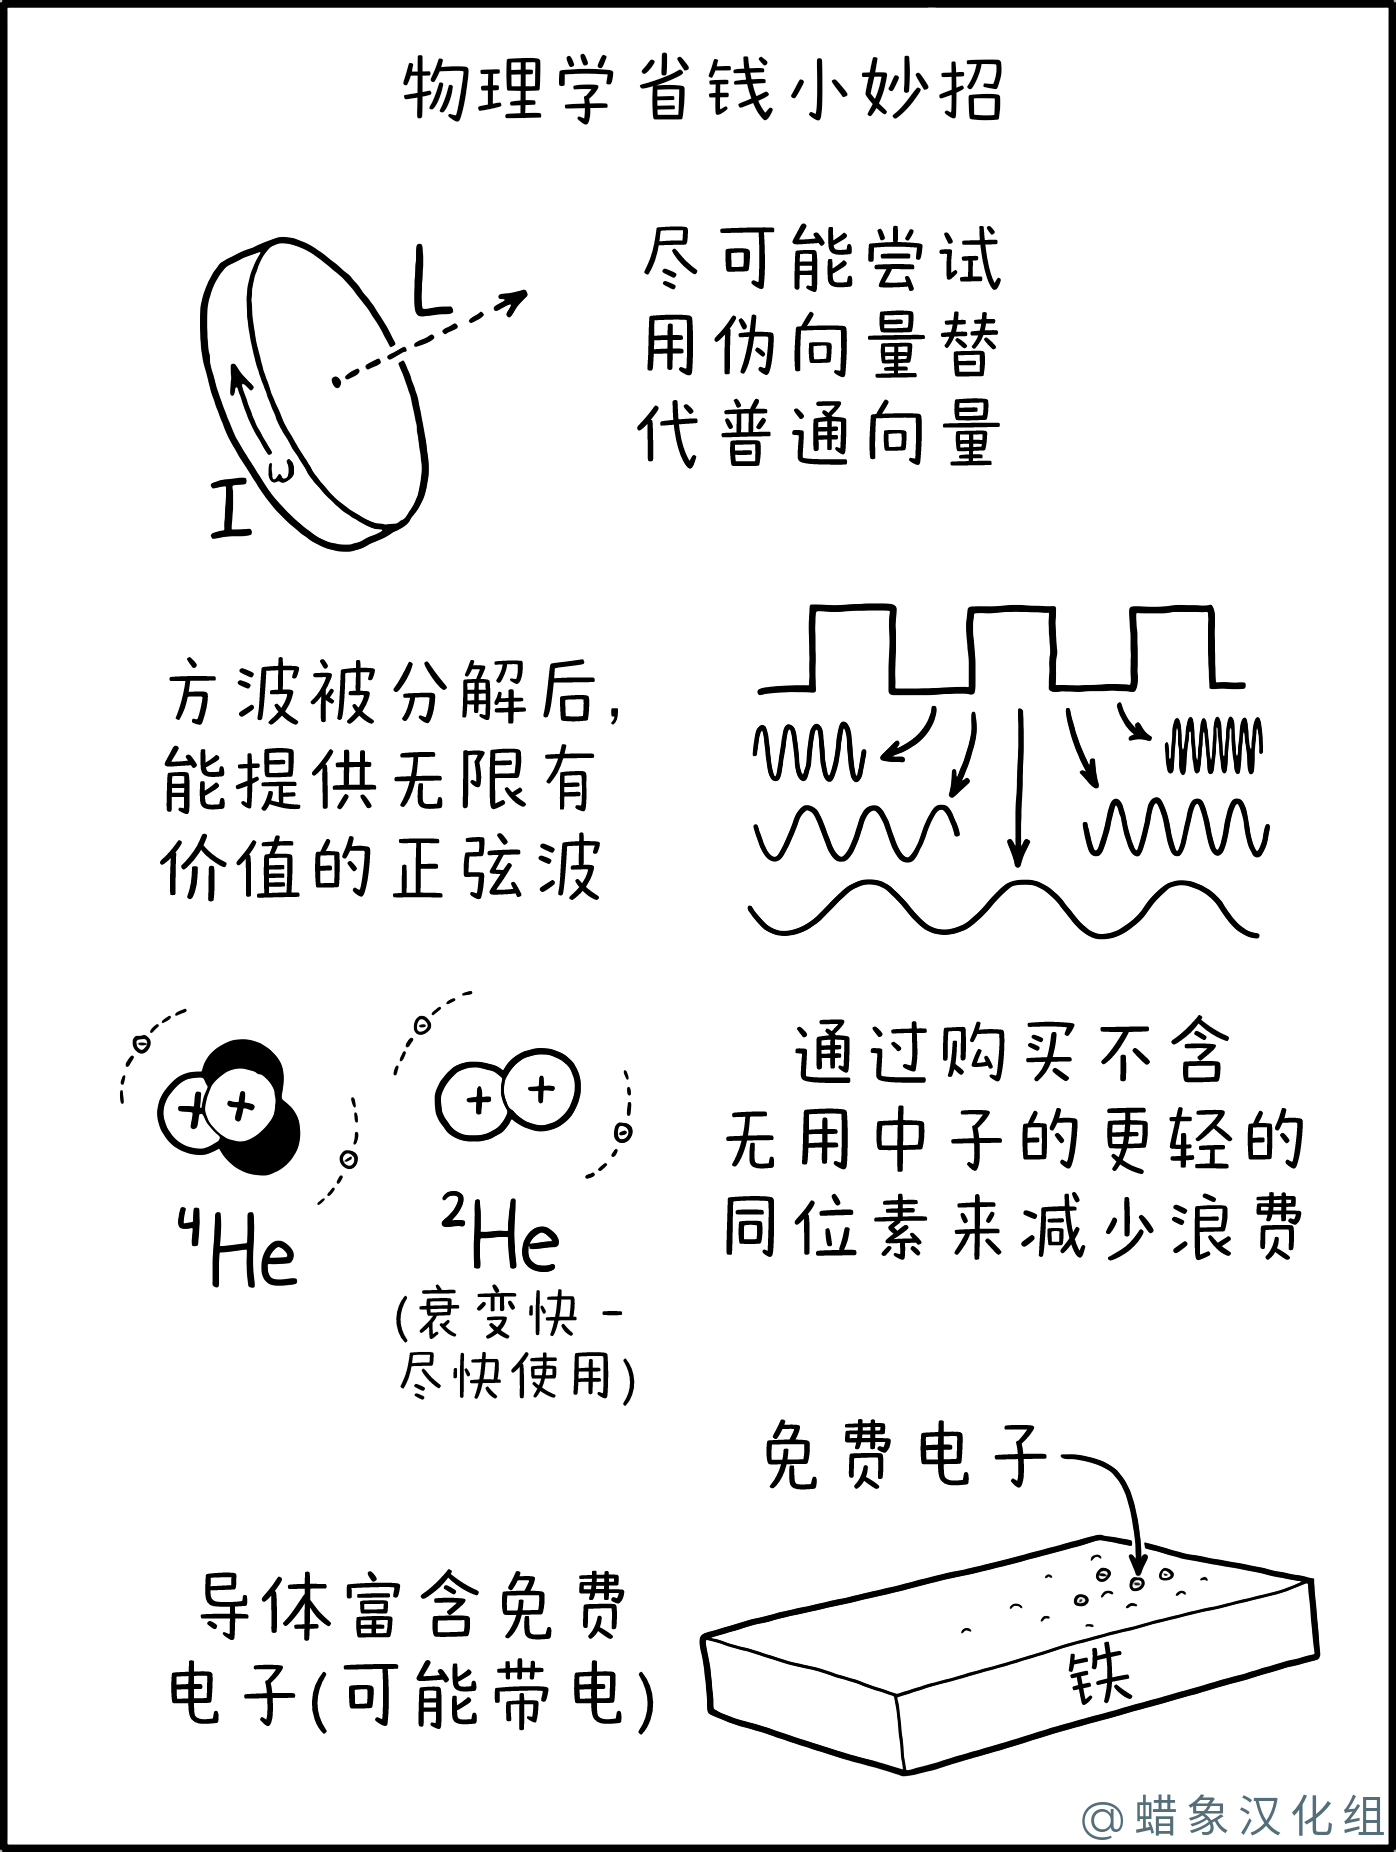 物理学省钱小妙招
L
I
ω
尽可能尝试
用伪向量替
代普通向量
方波被分解后,
能提供无限有
价值的正弦波
通过购买不含
无用中子的更轻的
同位素来减少浪费
+ +
+ +
⁴He
²He
(衰变快 -
尽快使用)
免费电子
导体富含免费
电子(可能带电)
铁
@蜡象汉化组